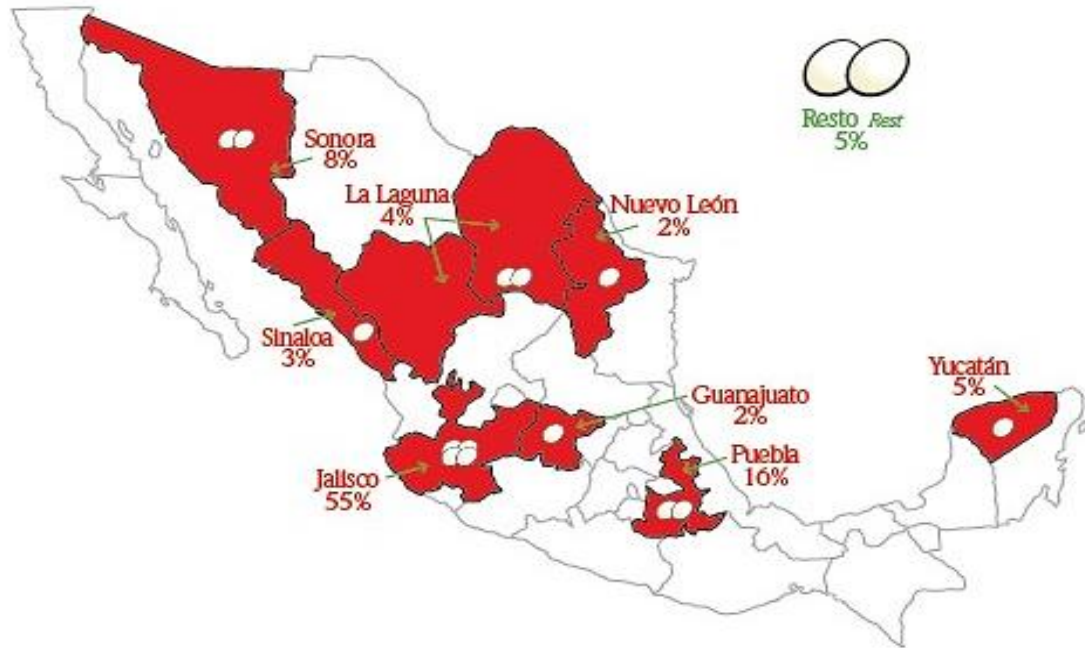 Resto Rest
5%
Sonora
8%
La Laguna
4%
Nuevo León
2%
Sinaloa
3%
Yucatán
5%
Guanajuato
2%
Puebla
16%
Jalisco
55%